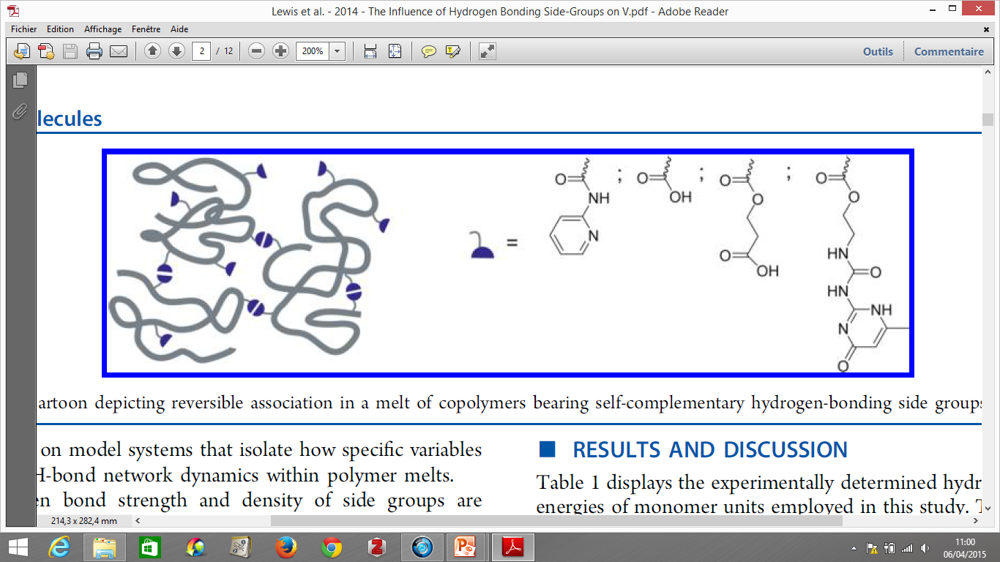 Lewis et al. - 2014 - The Influence of Hydrogen Bonding Side-Groups on V.pdf - Adobe Reader
Fichier Edition Affichage Fenêtre Aide
2 / 12 200% Outils Commentaire
lecules
O NH N ; O OH ; O O O OH ; O O HN O HN NH N O
=
artoon depicting reversible association in a melt of copolymers bearing self-complementary hydrogen-bonding side groups
on model systems that isolate how specific variables
H-bond network dynamics within polymer melts.
en bond strength and density of side groups are
■ RESULTS AND DISCUSSION
Table 1 displays the experimentally determined hydr
energies of monomer units employed in this study. T
214,3 x 282,4 mm
11:00
06/04/2015